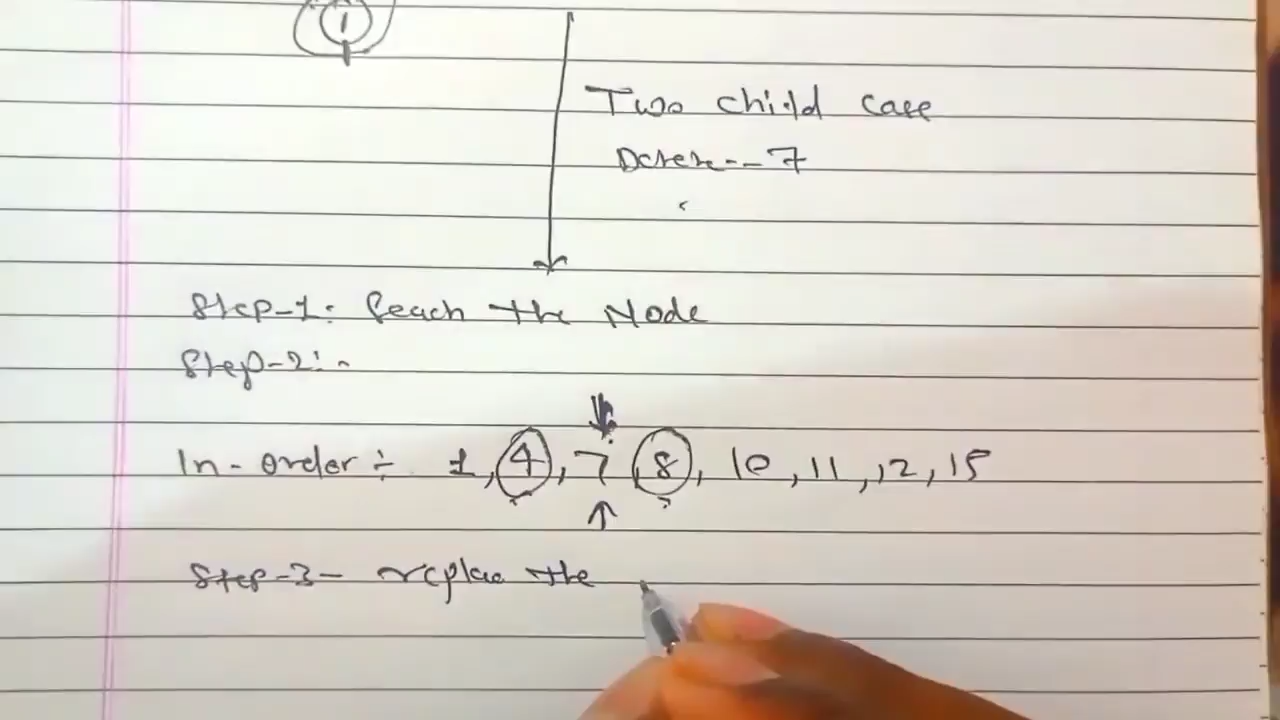 1
Two child case
7
Step-1: Reach the Node
Step-2:-
In-order ÷ 1, 4, 7, 8, 10, 11, 12, 15
Step-3- replace the